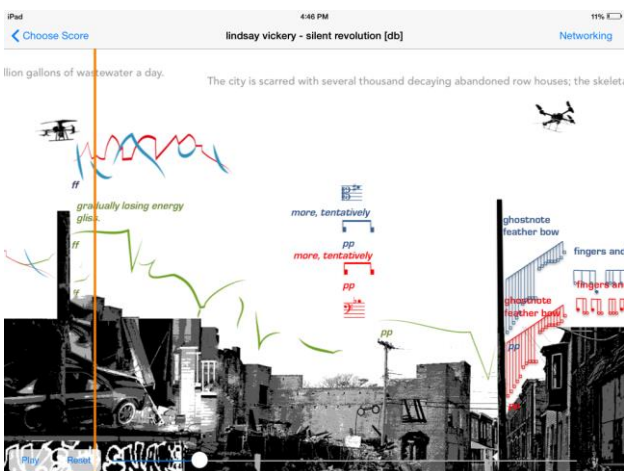 iPad 4:46 PM 11%
Choose Score lindsay vickery - silent revolution [db] Networking
llion gallons of wastewater a day.
The city is scarred with several thousand decaying abandoned row houses; the skeleta
ff
gradually losing energy
gliss.
ff
ff
more, tentatively
pp
more, tentatively
pp
pp
ghostnote
feather bow
fingers and
fingers an
ghostnote
feather bow
pp
Play Reset